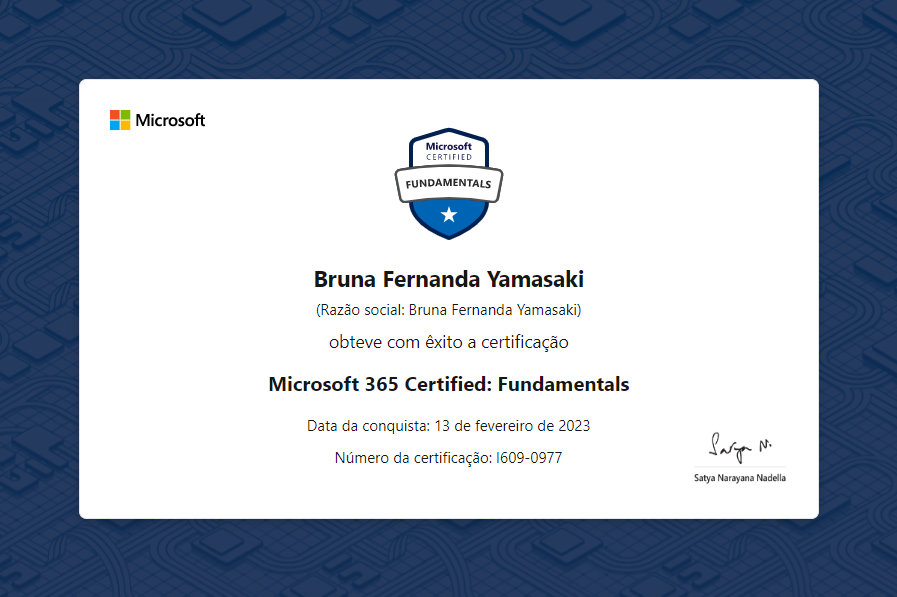 Microsoft
Microsoft
CERTIFIED
FUNDAMENTALS
Bruna Fernanda Yamasaki
(Razão social: Bruna Fernanda Yamasaki)
obteve com êxito a certificação
Microsoft 365 Certified: Fundamentals
Data da conquista: 13 de fevereiro de 2023
Número da certificação: I609-0977
Satya N.
Satya Narayana Nadella